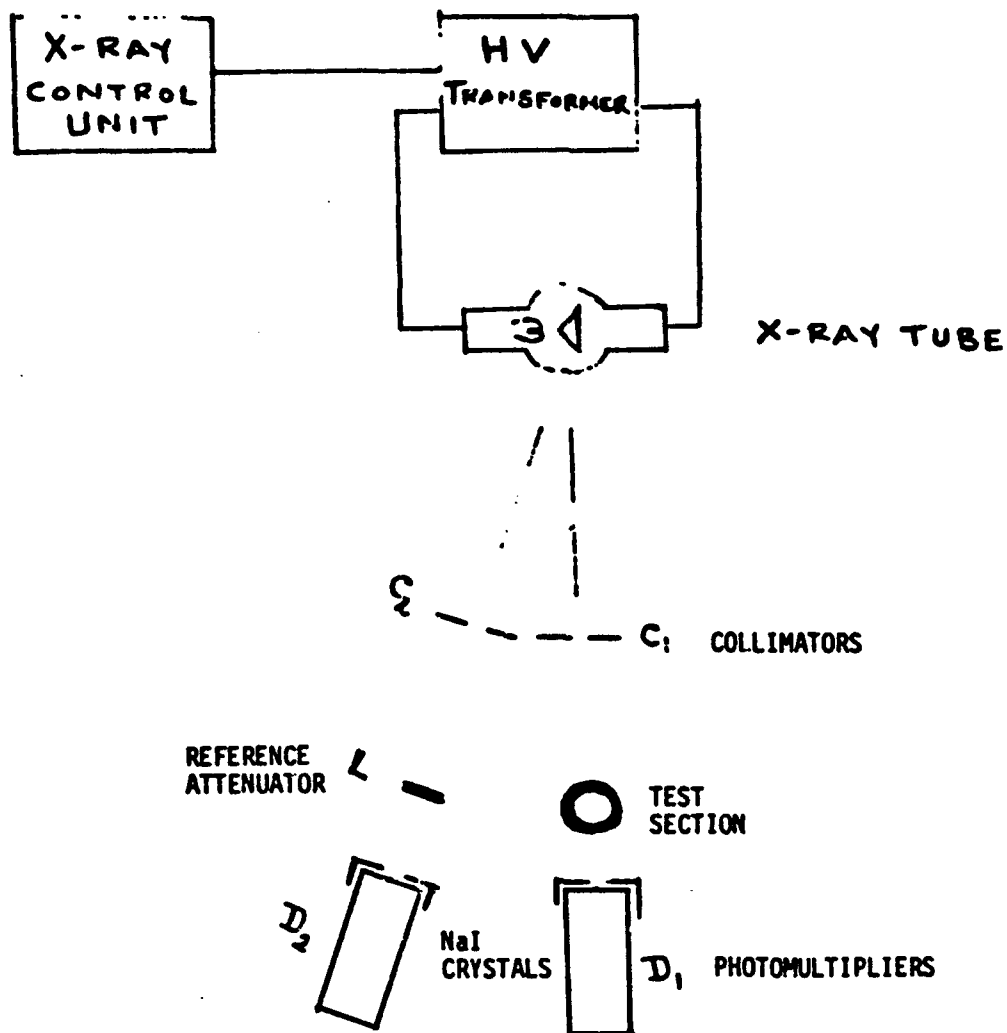 X-RAY
CONTROL
UNIT
HV
TRANSFORMER
X-RAY TUBE
C2
C1 COLLIMATORS
REFERENCE
ATTENUATOR
L
TEST
SECTION
D2
NaI
CRYSTALS
D1 PHOTOMULTIPLIERS